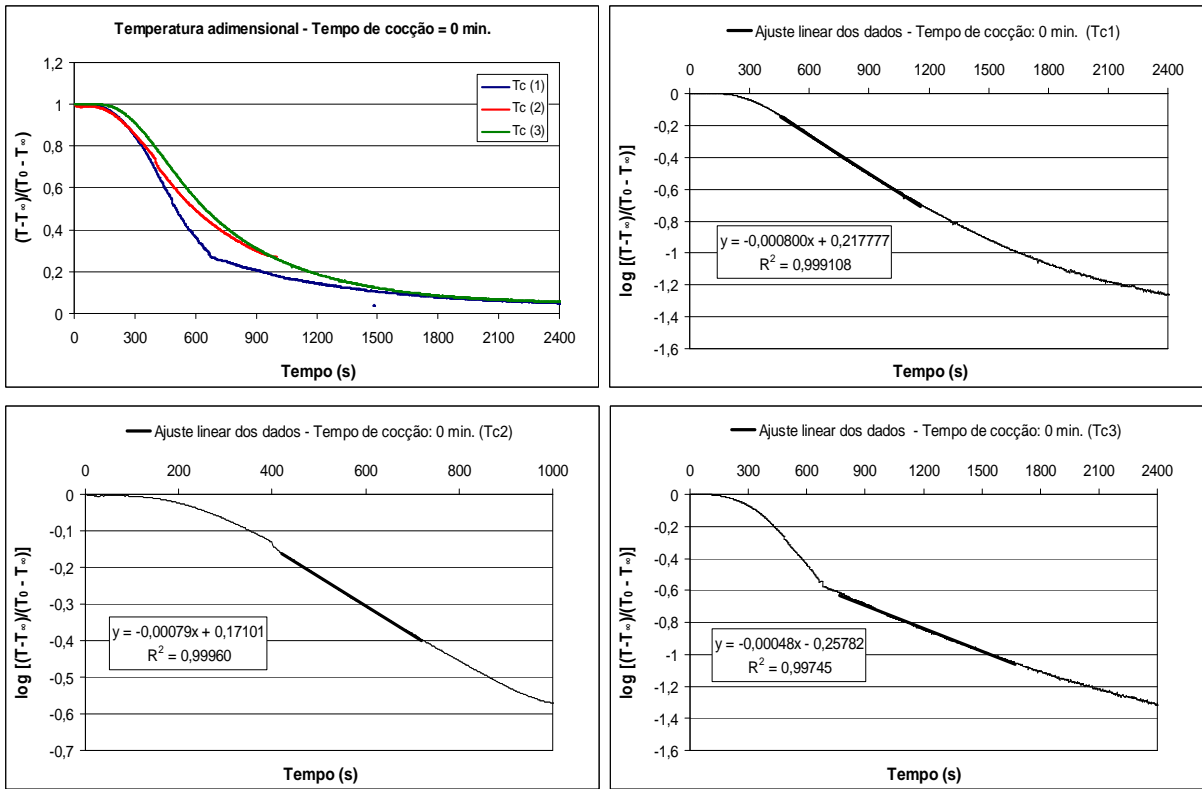 Temperatura adimensional - Tempo de cocção = 0 min.
(T-T∞)/(T0 - T∞)
1,2
1
0,8
0,6
0,4
0,2
0
Tc (1)
Tc (2)
Tc (3)
0 300 600 900 1200 1500 1800 2100 2400
Tempo (s)
Ajuste linear dos dados - Tempo de cocção: 0 min. (Tc1)
0 300 600 900 1200 1500 1800 2100 2400
log [(T-T∞)/(T0 - T∞)]
0
-0,2
-0,4
-0,6
-0,8
-1
-1,2
-1,4
-1,6
y = -0,000800x + 0,217777
R² = 0,999108
Tempo (s)
Ajuste linear dos dados - Tempo de cocção: 0 min. (Tc2)
0 200 400 600 800 1000
log [(T-T∞)/(T0 - T∞)]
0
-0,1
-0,2
-0,3
-0,4
-0,5
-0,6
-0,7
y = -0,00079x + 0,17101
R² = 0,99960
Tempo (s)
Ajuste linear dos dados - Tempo de cocção: 0 min. (Tc3)
0 300 600 900 1200 1500 1800 2100 2400
log [(T-T∞)/(T0 - T∞)]
0
-0,2
-0,4
-0,6
-0,8
-1
-1,2
-1,4
-1,6
y = -0,00048x - 0,25782
R² = 0,99745
Tempo (s)